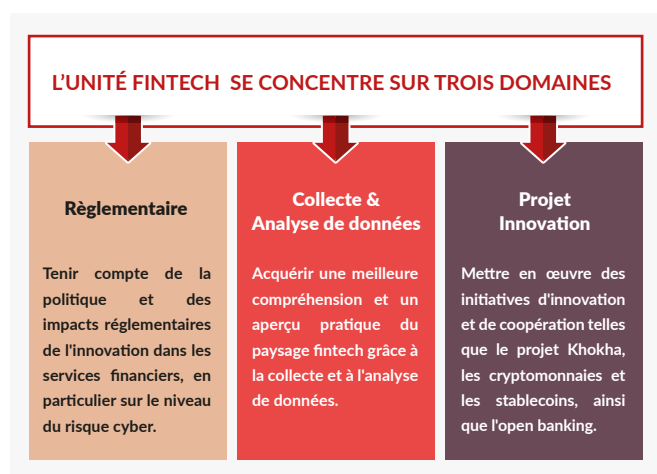 L'UNITÉ FINTECH SE CONCENTRE SUR TROIS DOMAINES
Règlementaire
Tenir compte de la
politique et des
impacts réglementaires
de l'innovation dans les
services financiers, en
particulier sur le niveau
du risque cyber.
Collecte &
Analyse de données
Acquérir une meilleure
compréhension et un
aperçu pratique du
paysage fintech grâce à
la collecte et à l'analyse
de données.
Projet
Innovation
Mettre en œuvre des
initiatives d'innovation
et de coopération telles
que le projet Khokha,
les cryptomonnaies et
les stablecoins, ainsi
que l'open banking.